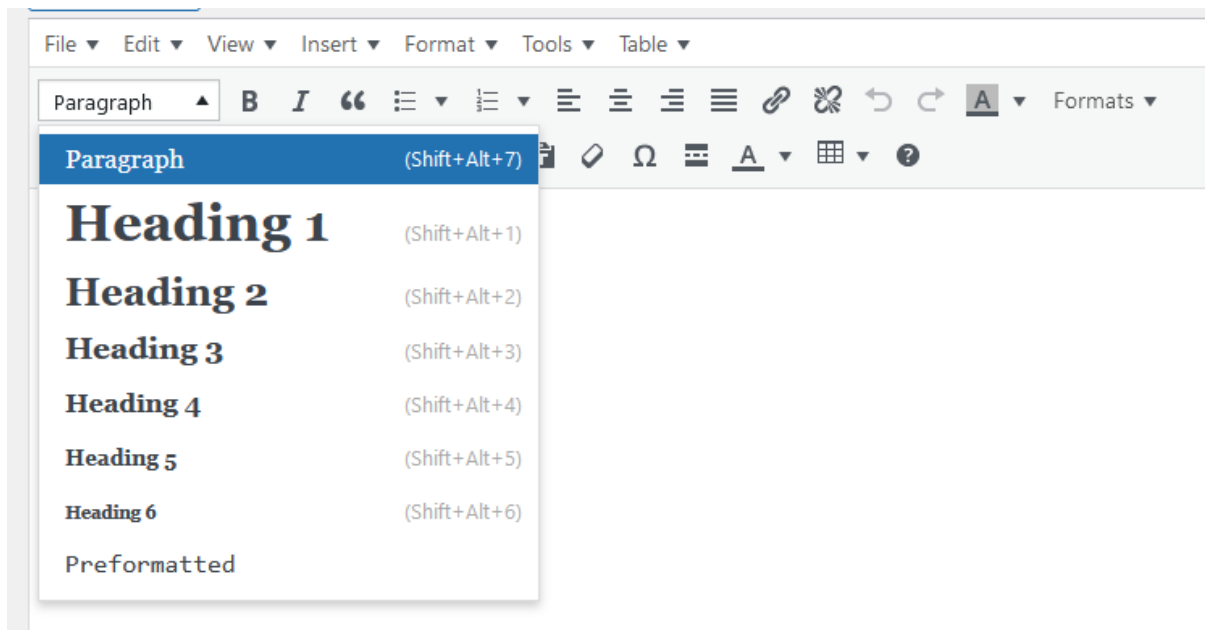 File Edit View Insert Format Tools Table
Paragraph B I A Formats
Paragraph (Shift+Alt+7) Ω A
Heading 1 (Shift+Alt+1)
Heading 2 (Shift+Alt+2)
Heading 3 (Shift+Alt+3)
Heading 4 (Shift+Alt+4)
Heading 5 (Shift+Alt+5)
Heading 6 (Shift+Alt+6)
Preformatted